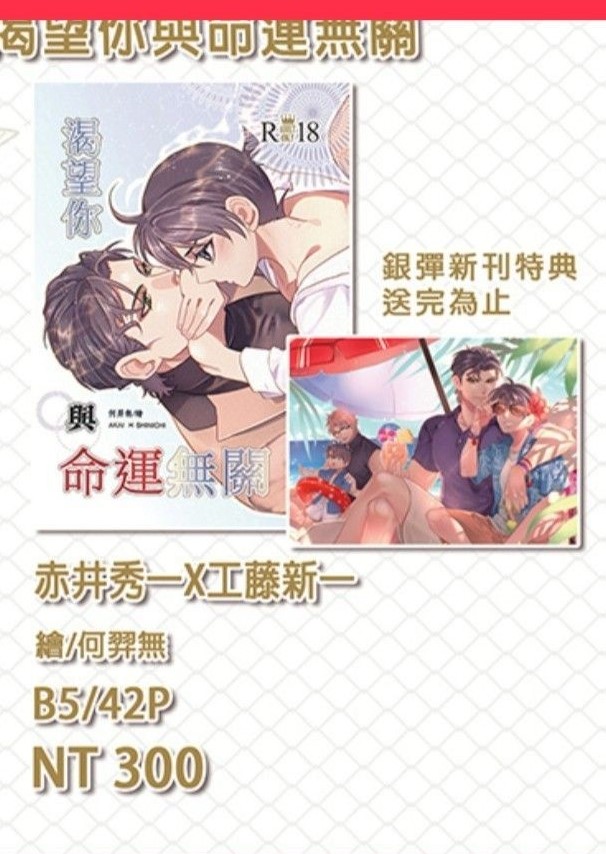 渴望你與命運無關
渴望你
R18
與
何羿無/繪
AKAI × SHINICHI
命運無關
銀彈新刊特典
送完為止
赤井秀一X工藤新一
繪/何羿無
B5/42P
NT 300